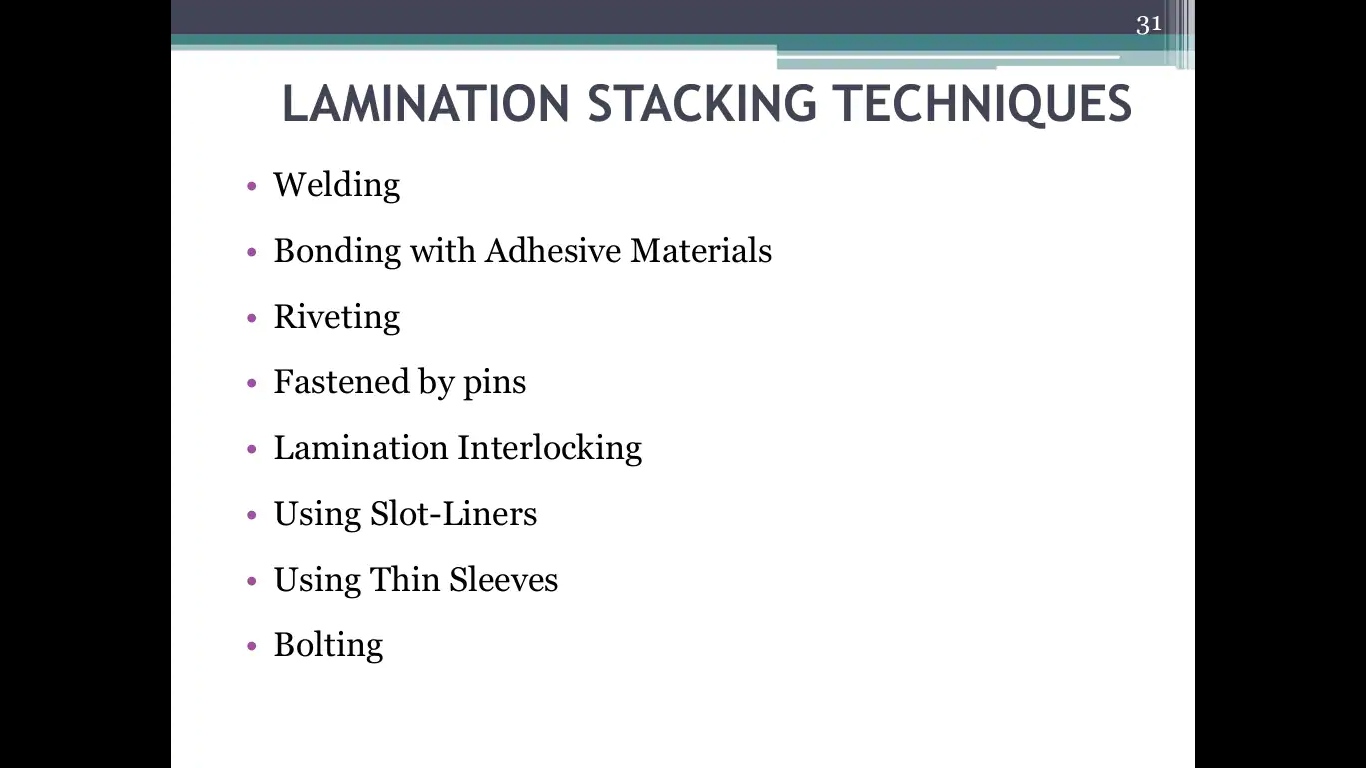 31
LAMINATION STACKING TECHNIQUES
• Welding
• Bonding with Adhesive Materials
• Riveting
• Fastened by pins
• Lamination Interlocking
• Using Slot-Liners
• Using Thin Sleeves
• Bolting